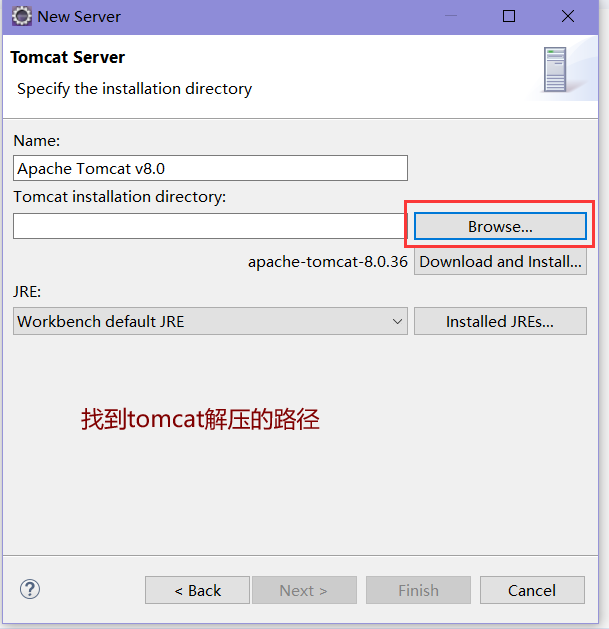 New Server
Tomcat Server
Specify the installation directory
Name:
Apache Tomcat v8.0
Tomcat installation directory:
Browse...
apache-tomcat-8.0.36 Download and Install...
JRE:
Workbench default JRE Installed JREs...
找到tomcat解压的路径
? < Back Next > Finish Cancel